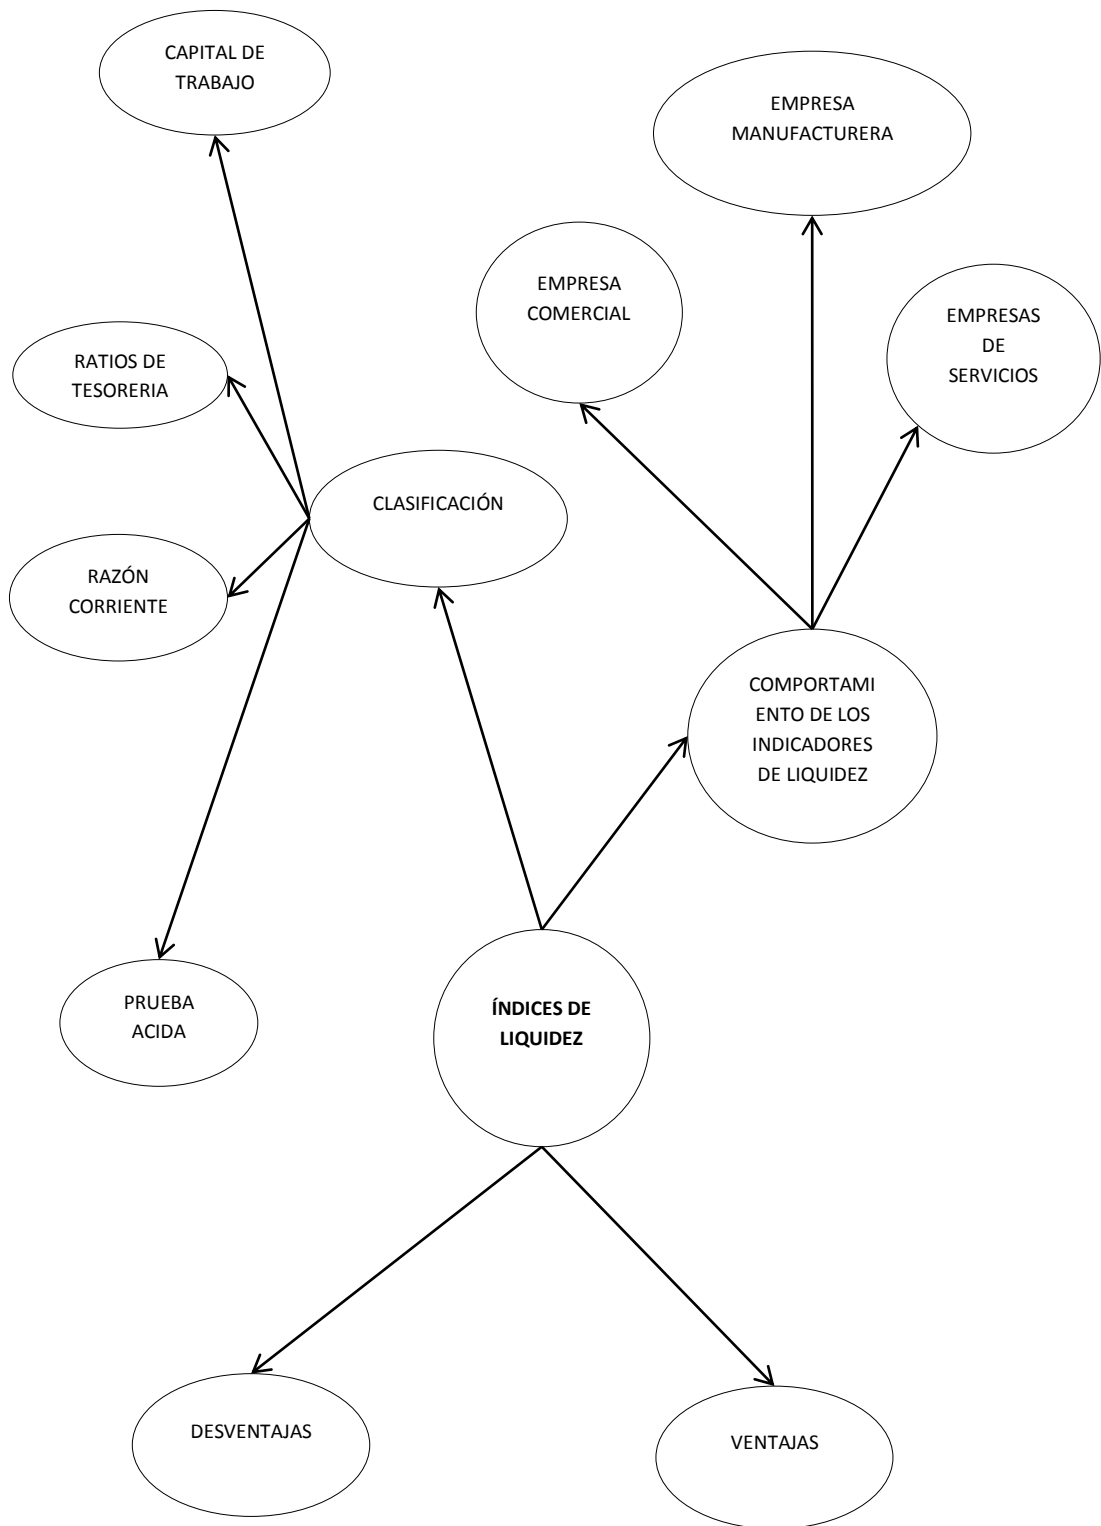 CAPITAL DE
TRABAJO
EMPRESA
MANUFACTURERA
EMPRESA
COMERCIAL
EMPRESAS
DE
SERVICIOS
RATIOS DE
TESORERIA
CLASIFICACIÓN
RAZÓN
CORRIENTE
COMPORTAMI
ENTO DE LOS
INDICADORES
DE LIQUIDEZ
PRUEBA
ACIDA
ÍNDICES DE
LIQUIDEZ
DESVENTAJAS
VENTAJAS